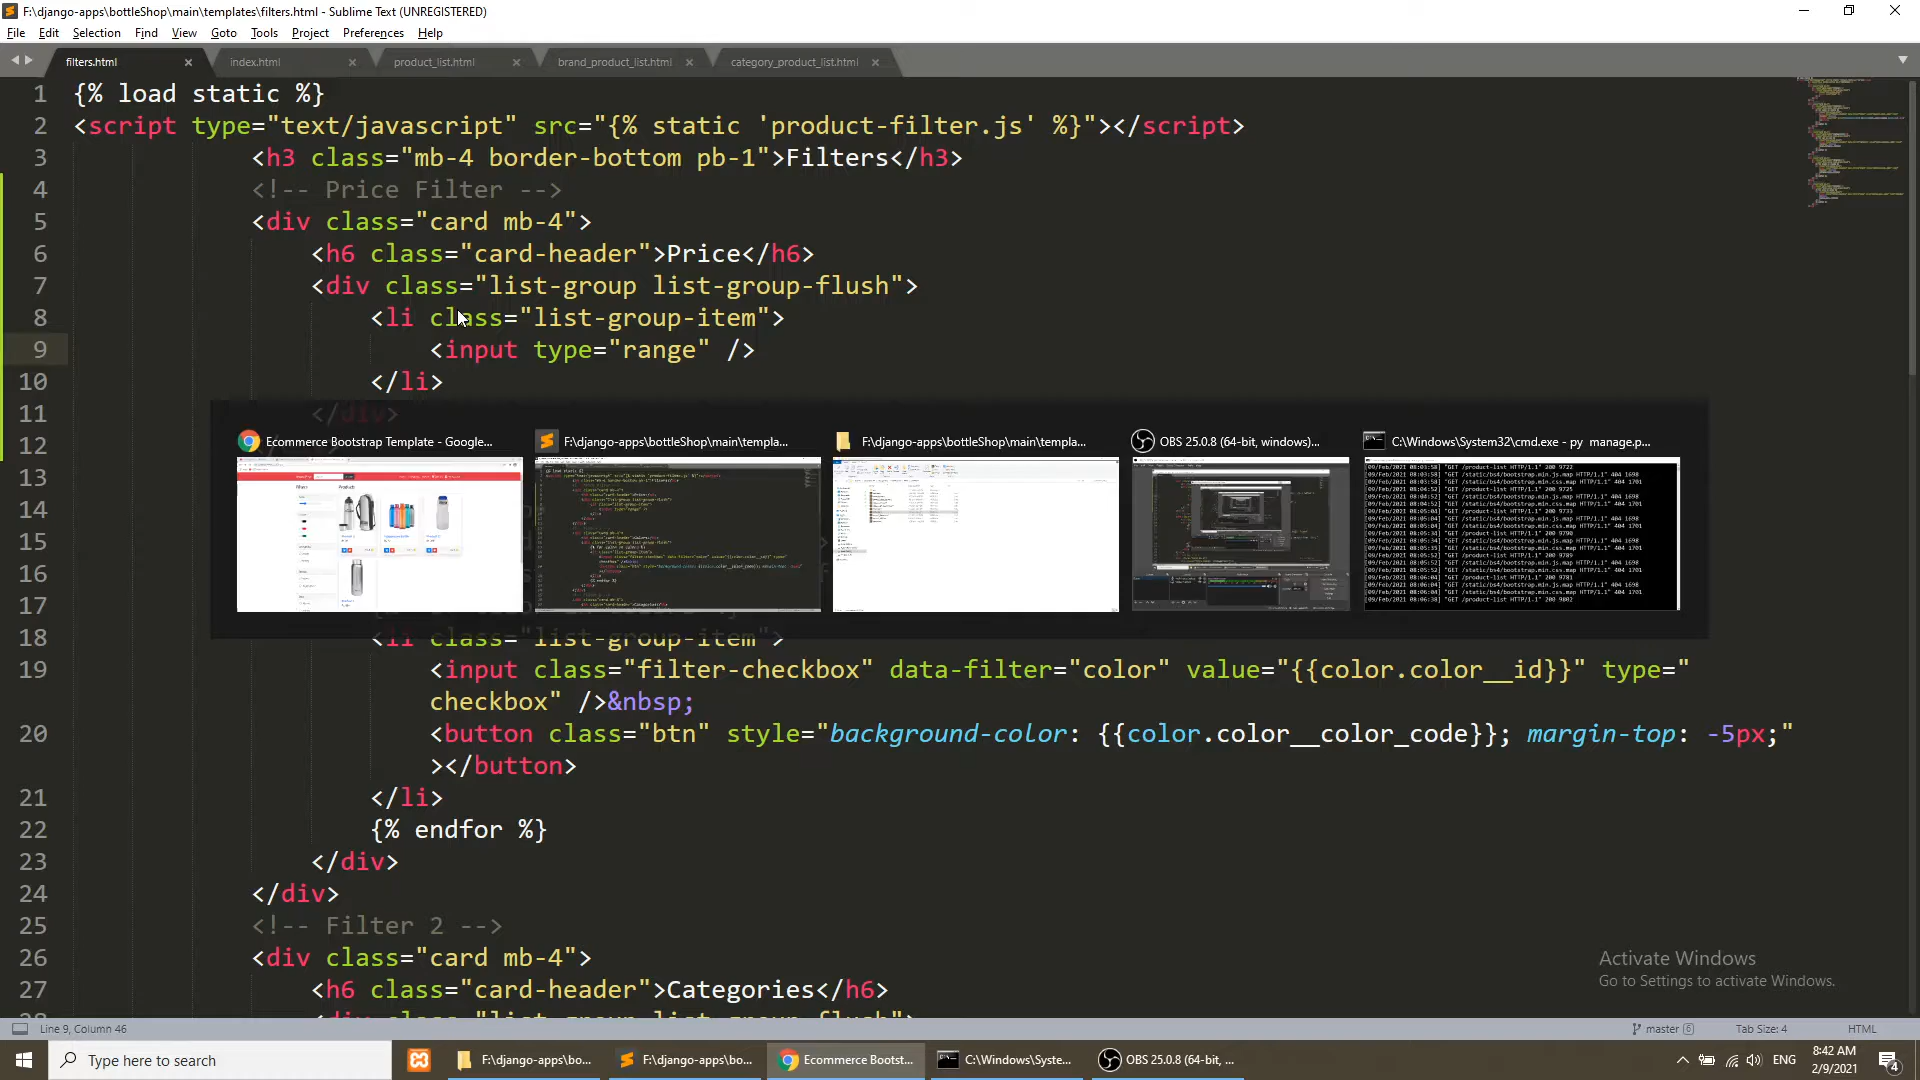 F:\django-apps\bottleShop\main\templates\filters.html - Sublime Text (UNREGISTERED)
File Edit Selection Find View Goto Tools Project Preferences Help
filters.html index.html product_list.html brand_product_list.html category_product_list.html
1 {% load static %}
2 <script type="text/javascript" src="{% static 'product-filter.js' %}"></script>
3 <h3 class="mb-4 border-bottom pb-1">Filters</h3>
4 <!-- Price Filter -->
5 <div class="card mb-4">
6 <h6 class="card-header">Price</h6>
7 <div class="list-group list-group-flush">
8 <li class="list-group-item">
9 <input type="range" />
10 </li>
11 </div>
12
13
14
15
16
17
Ecommerce Bootstrap Template - Google...
F:\django-apps\bottleShop\main\templa...
F:\django-apps\bottleShop\main\templa...
OBS 25.0.8 (64-bit, windows)...
C:\Windows\System32\cmd.exe - py manage.p...
18 <li class="list-group-item">
19 <input class="filter-checkbox" data-filter="color" value="{{color.color__id}}" type="
checkbox" />&nbsp;
20 <button class="btn" style="background-color: {{color.color__color_code}}; margin-top: -5px;"
></button>
21 </li>
22 {% endfor %}
23 </div>
24 </div>
25 <!-- Filter 2 -->
26 <div class="card mb-4">
27 <h6 class="card-header">Categories</h6>
Activate Windows
Go to Settings to activate Windows.
Line 9, Column 46 master 6 Tab Size: 4 HTML
Type here to search F:\django-apps\bo... F:\django-apps\bo... Ecommerce Bootst... C:\Windows\Syste... OBS 25.0.8 (64-bit, ... ENG 8:42 AM
2/9/2021 4